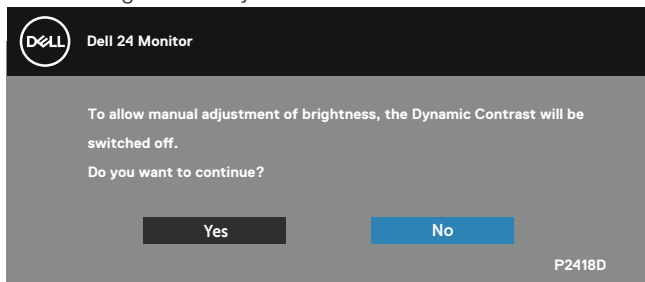 DELL
Dell 24 Monitor
To allow manual adjustment of brightness, the Dynamic Contrast will be
switched off.
Do you want to continue?
Yes
No
P2418D